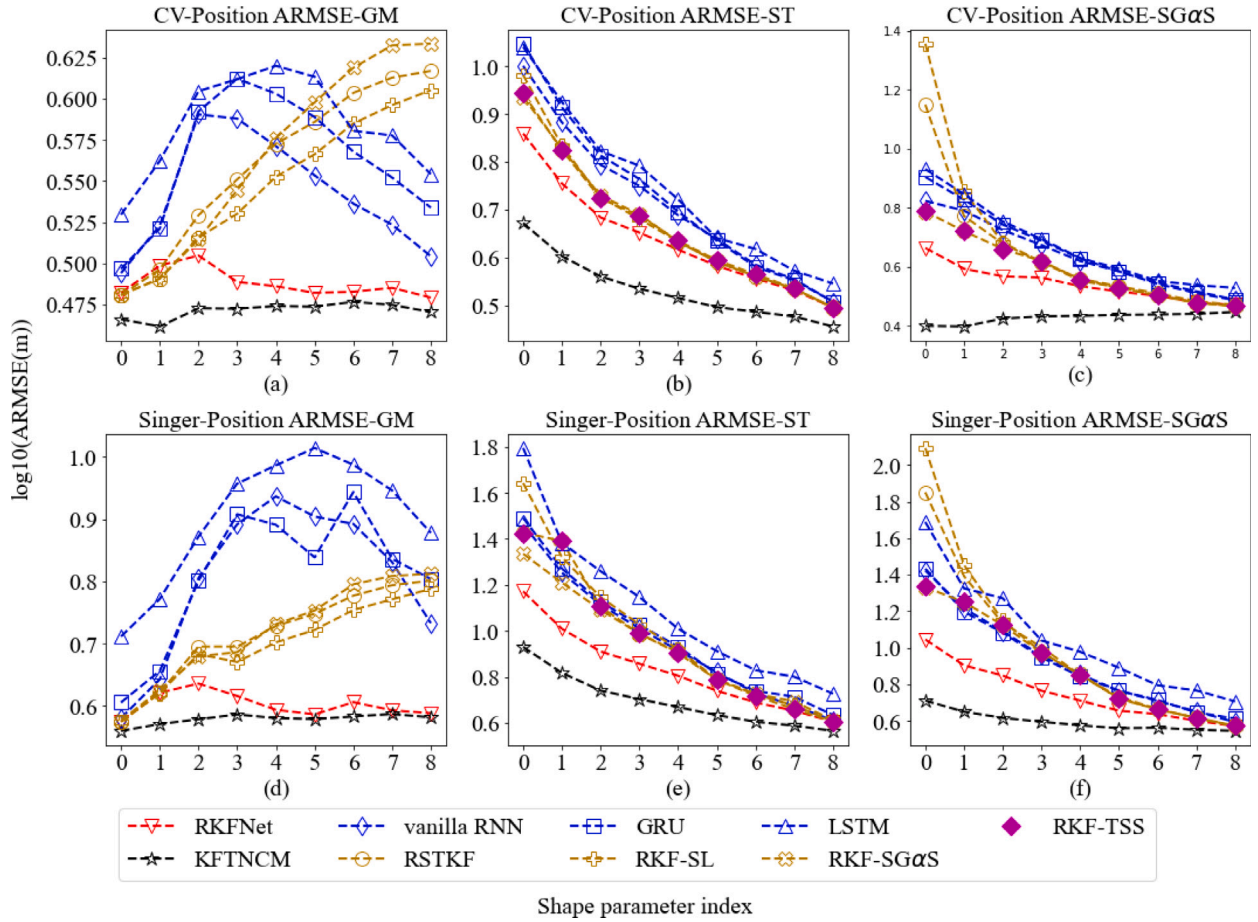 CV-Position ARMSE-GM
CV-Position ARMSE-ST
CV-Position ARMSE-SGαS
0.625
0.600
0.575
0.550
0.525
0.500
0.475
0 1 2 3 4 5 6 7 8
(a)
1.0
0.9
0.8
0.7
0.6
0.5
0 1 2 3 4 5 6 7 8
(b)
1.4
1.2
1.0
0.8
0.6
0.4
0 1 2 3 4 5 6 7 8
(c)
log10(ARMSE(m))
Singer-Position ARMSE-GM
Singer-Position ARMSE-ST
Singer-Position ARMSE-SGαS
1.0
0.9
0.8
0.7
0.6
0 1 2 3 4 5 6 7 8
(d)
1.8
1.6
1.4
1.2
1.0
0.8
0.6
0 1 2 3 4 5 6 7 8
(e)
2.0
1.8
1.6
1.4
1.2
1.0
0.8
0.6
0 1 2 3 4 5 6 7 8
(f)
RKFNet vanilla RNN GRU LSTM RKF-TSS
KFTNCM RSTKF RKF-SL RKF-SGαS
Shape parameter index